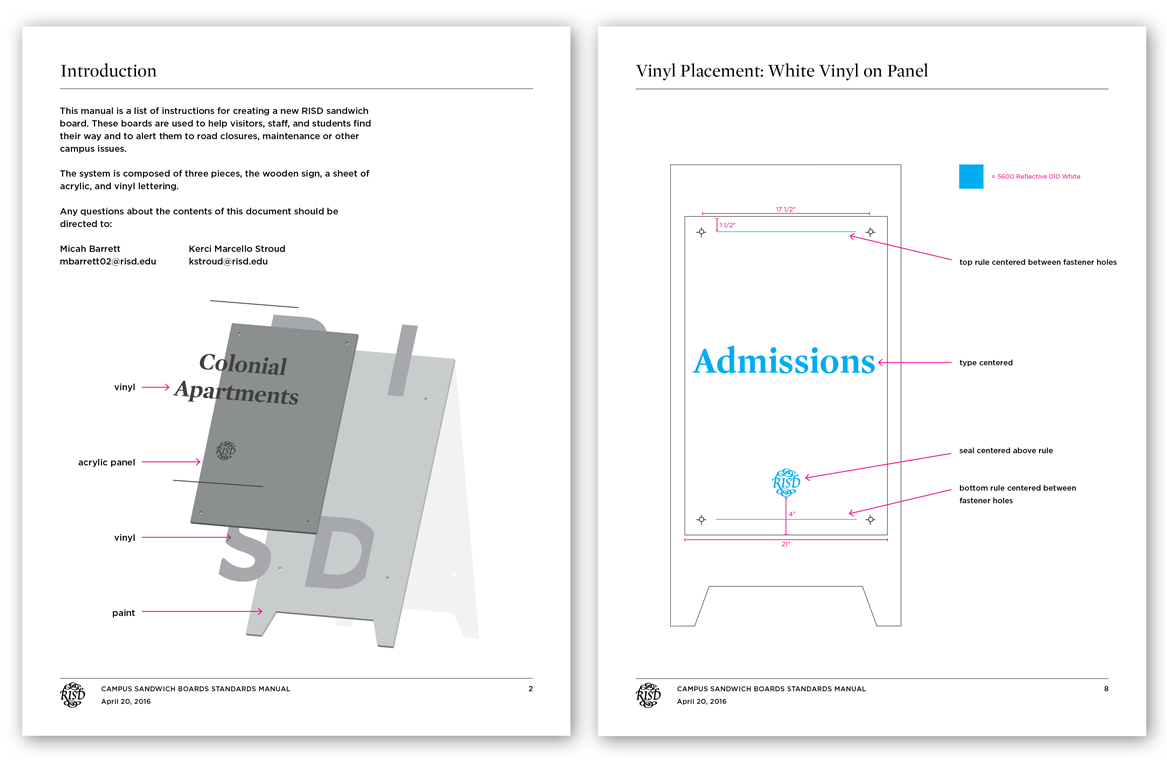 Introduction
This manual is a list of instructions for creating a new RISD sandwich
board. These boards are used to help visitors, staff, and students find
their way and to alert them to road closures, maintenance or other
campus issues.
The system is composed of three pieces, the wooden sign, a sheet of
acrylic, and vinyl lettering.
Any questions about the contents of this document should be
directed to:
Micah Barrett
mbarrett02@risd.edu
Kerci Marcello Stroud
kstroud@risd.edu
R I
Colonial
Apartments
RISD
S D
vinyl
acrylic panel
vinyl
paint
RISD
CAMPUS SANDWICH BOARDS STANDARDS MANUAL
April 20, 2016
2
Vinyl Placement: White Vinyl on Panel
= 5600 Reflective 010 White
17 1/2"
1 1/2"
top rule centered between fastener holes
Admissions
type centered
seal centered above rule
RISD
bottom rule centered between
fastener holes
4"
21"
RISD
CAMPUS SANDWICH BOARDS STANDARDS MANUAL
April 20, 2016
8